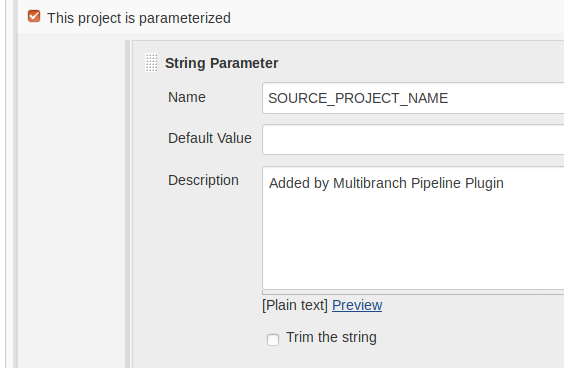 This project is parameterized
String Parameter
Name
SOURCE_PROJECT_NAME
Default Value
Description
Added by Multibranch Pipeline Plugin
[Plain text] Preview
Trim the string